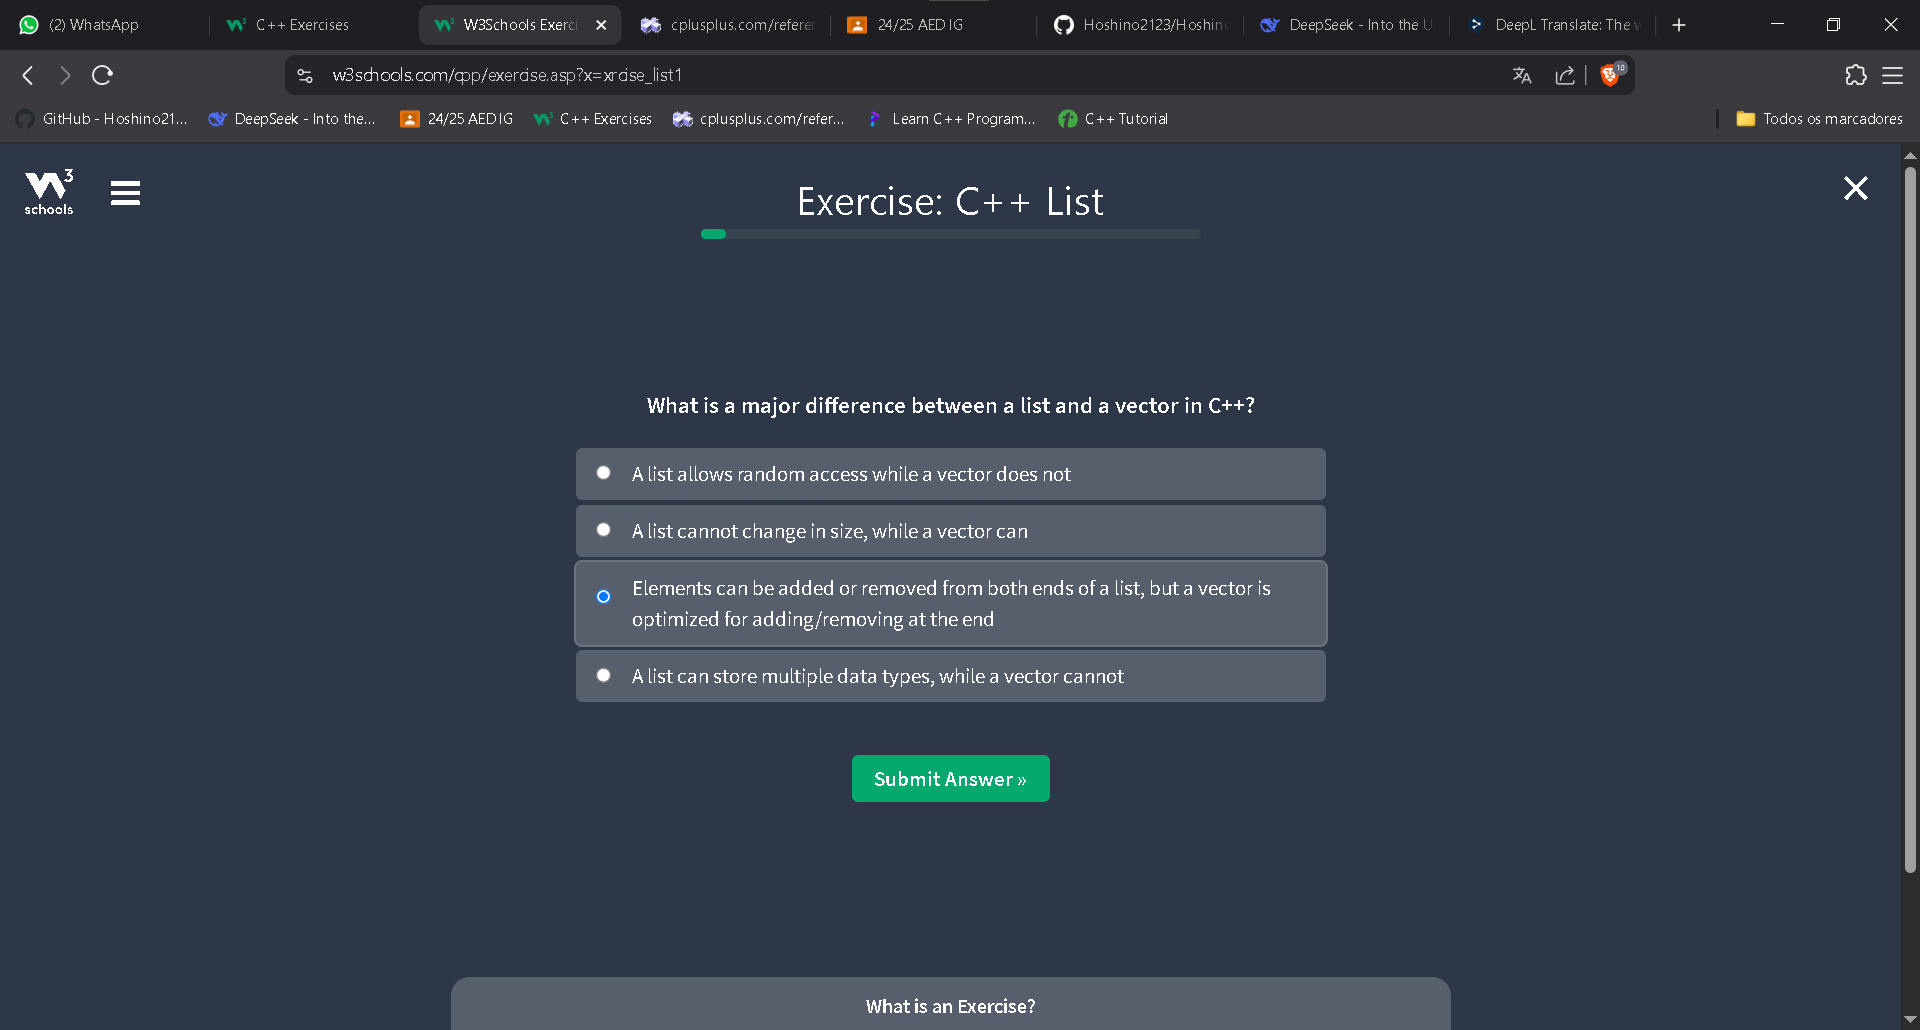 (2) WhatsApp
C++ Exercises
W3Schools Exerci
cplusplus.com/referer
24/25 AED IG
Hoshino2123/Hoshino
DeepSeek - Into the U
DeepL Translate: The w
w3schools.com/cpp/exercise.asp?x=xrcise_list1
10
GitHub - Hoshino21...
DeepSeek - Into the...
24/25 AED IG
C++ Exercises
cplusplus.com/refer...
Learn C++ Program...
C++ Tutorial
Todos os marcadores
W3
schools
Exercise: C++ List
What is a major difference between a list and a vector in C++?
A list allows random access while a vector does not
A list cannot change in size, while a vector can
Elements can be added or removed from both ends of a list, but a vector is
optimized for adding/removing at the end
A list can store multiple data types, while a vector cannot
Submit Answer »
What is an Exercise?